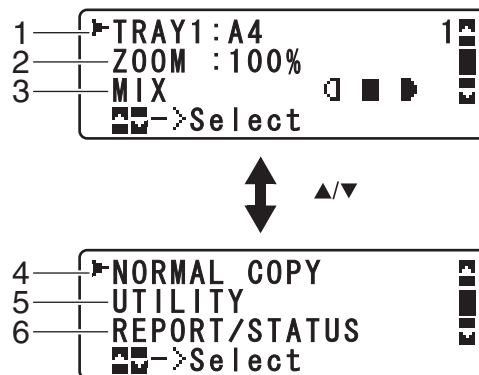 1 TRAY1:A4 1
2 ZOOM :100%
3 MIX
->Select
▲/▼
4 NORMAL COPY
5 UTILITY
6 REPORT/STATUS
->Select